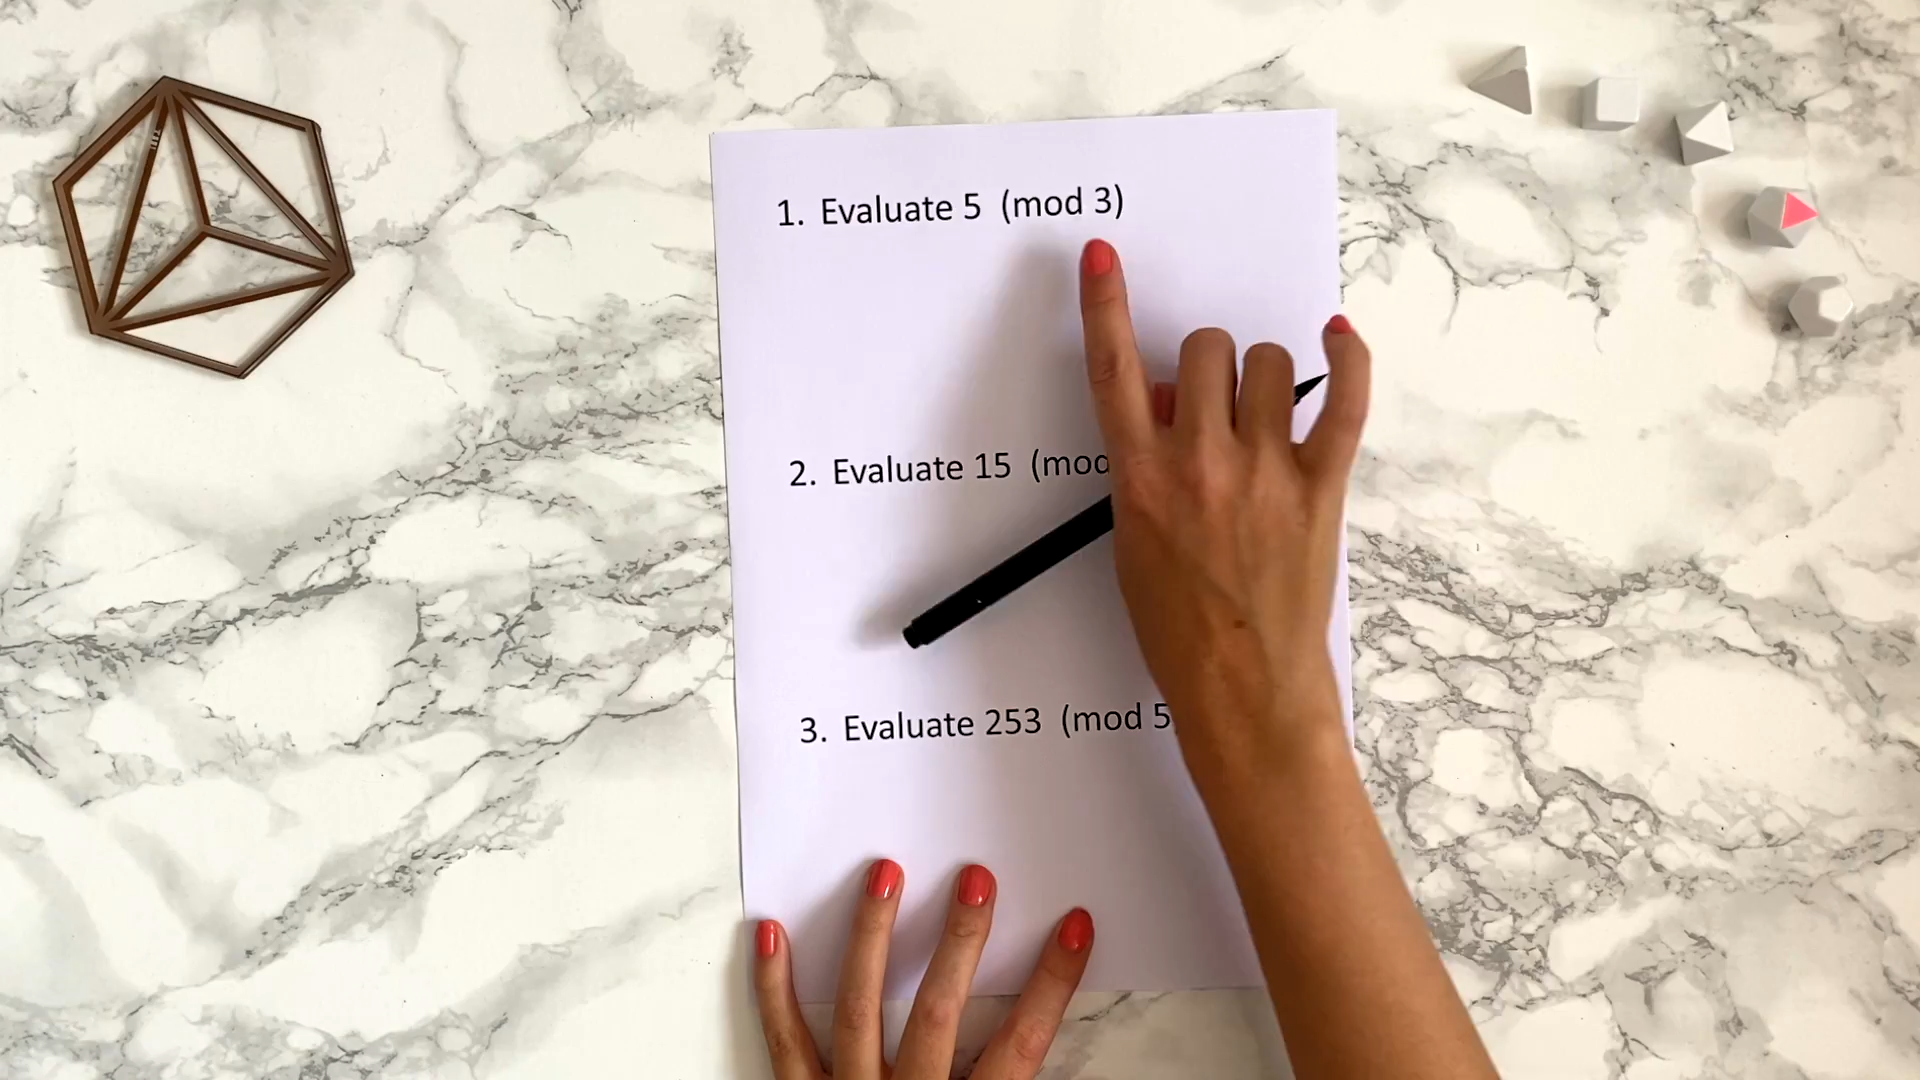 1. Evaluate 5 (mod 3)
2. Evaluate 15 (mod
3. Evaluate 253 (mod 5